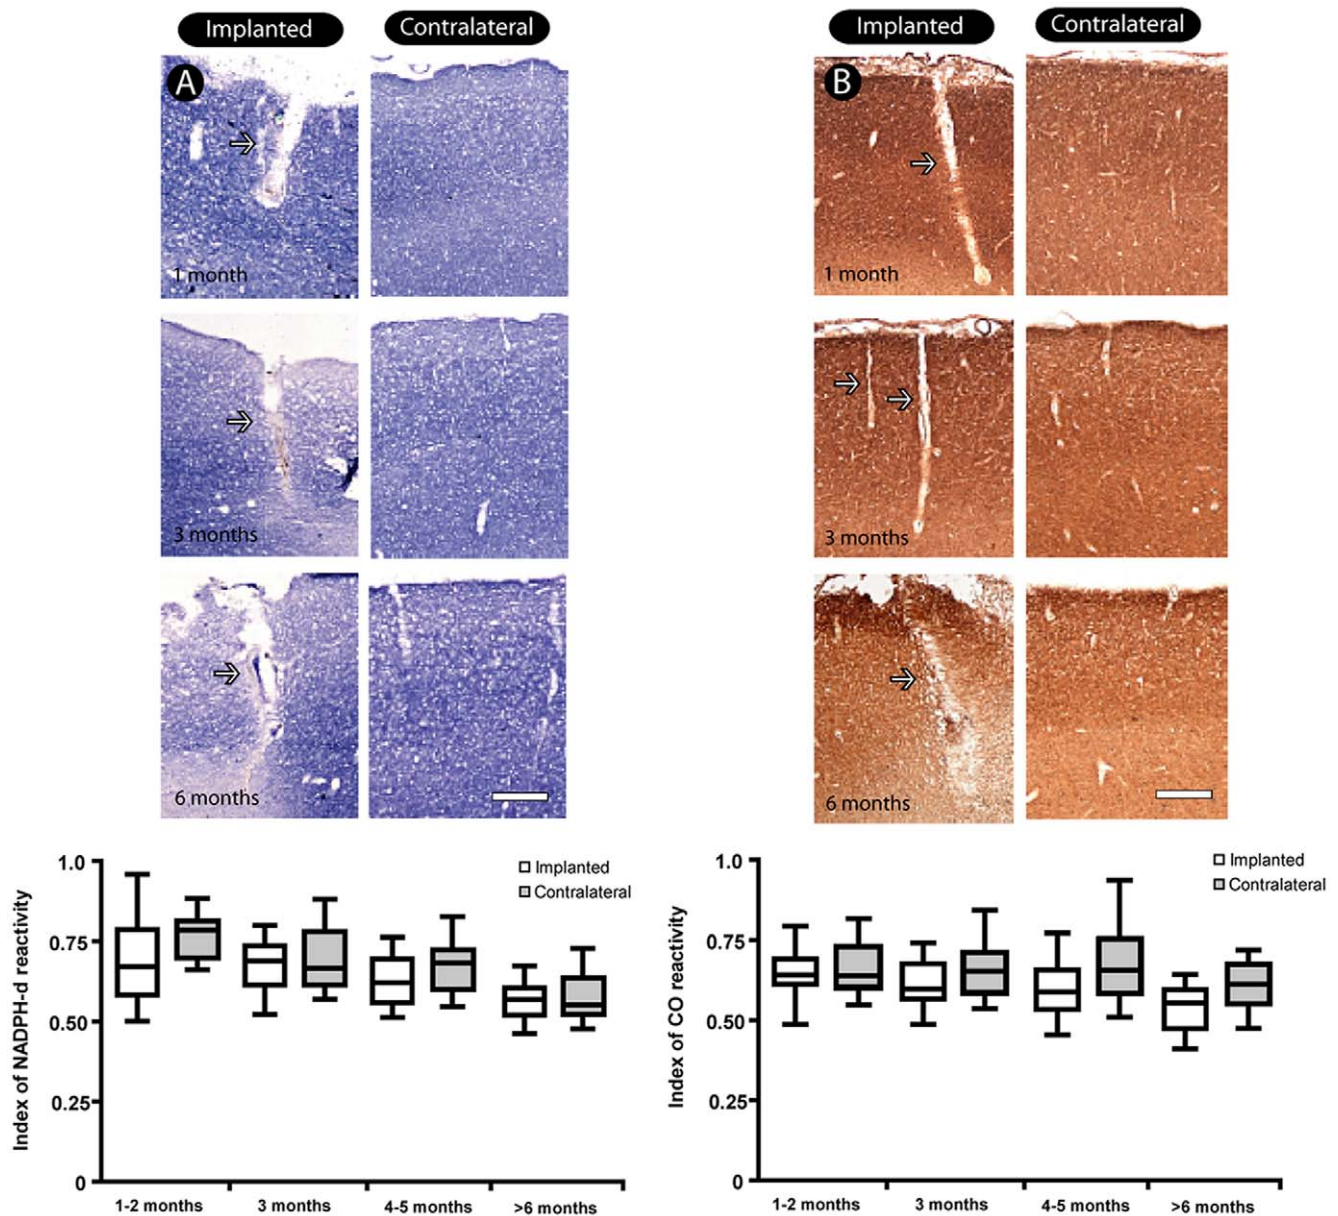 Implanted
Contralateral
A
1 month
3 months
6 months
Implanted
Contralateral
B
1 month
3 months
6 months
Index of NADPH-d reactivity
1.0
0.75
0.50
0.25
0
Implanted
Contralateral
1-2 months
3 months
4-5 months
>6 months
Index of CO reactivity
1.0
0.75
0.50
0.25
0
Implanted
Contralateral
1-2 months
3 months
4-5 months
>6 months